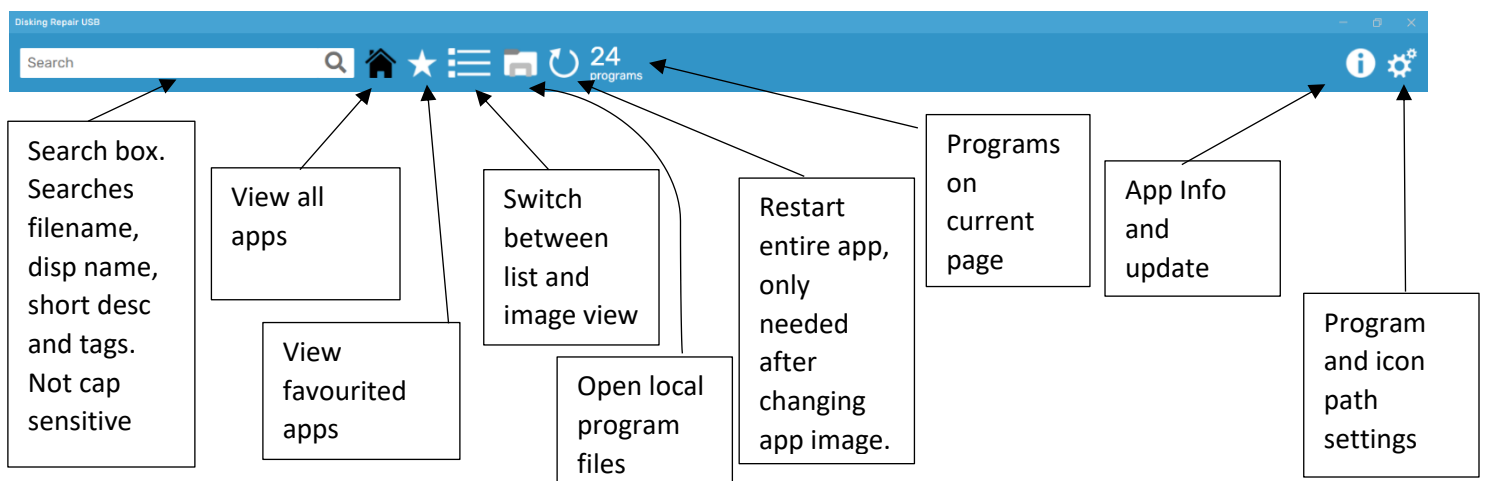 Disking Repair USB
Search
24
programs
Search box.
Searches
filename,
disp name,
short desc
and tags.
Not cap
sensitive
View all
apps
View
favourited
apps
Switch
between
list and
image view
Open local
program
files
Restart
entire app,
only
needed
after
changing
app image.
Programs
on
current
page
App Info
and
update
Program
and icon
path
settings